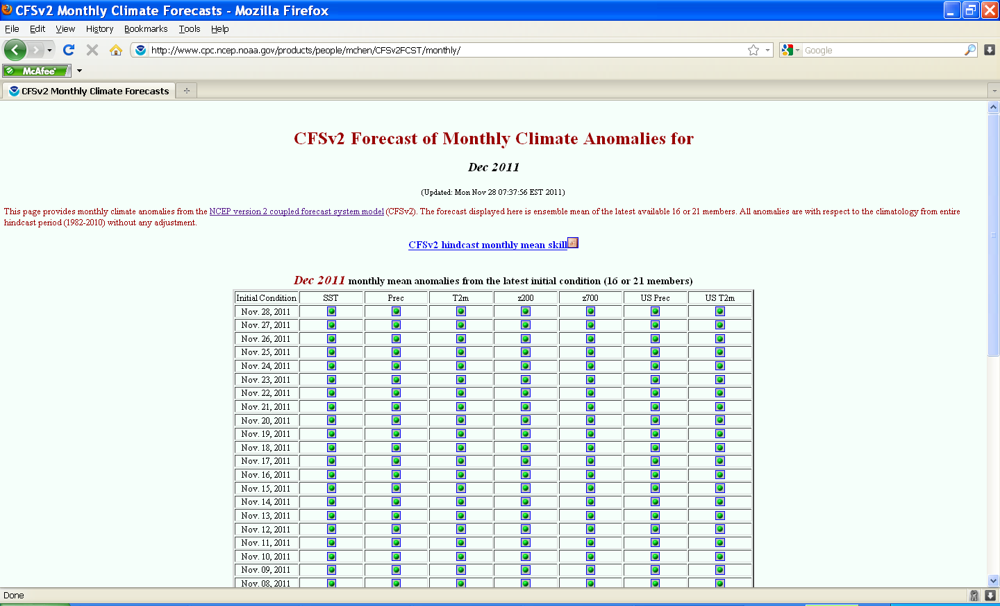 CFSv2 Monthly Climate Forecasts - Mozilla Firefox
File Edit View History Bookmarks Tools Help
http://www.cpc.ncep.noaa.gov/products/people/mchen/CFSv2FCST/monthly/
Google
McAfee
CFSv2 Monthly Climate Forecasts
CFSv2 Forecast of Monthly Climate Anomalies for
Dec 2011
(Updated: Mon Nov 28 07:37:56 EST 2011)
This page provides monthly climate anomalies from the NCEP version 2 coupled forecast system model (CFSv2). The forecast displayed here is ensemble mean of the latest available 16 or 21 members. All anomalies are with respect to the climatology from entire
hindcast period (1982-2010) without any adjustment.
CFSv2 hindcast monthly mean skill
Dec 2011 monthly mean anomalies from the latest initial condition (16 or 21 members)
Initial Condition SST Prec T2m z200 z700 US Prec US T2m
Nov. 28, 2011
Nov. 27, 2011
Nov. 26, 2011
Nov. 25, 2011
Nov. 24, 2011
Nov. 23, 2011
Nov. 22, 2011
Nov. 21, 2011
Nov. 20, 2011
Nov. 19, 2011
Nov. 18, 2011
Nov. 17, 2011
Nov. 16, 2011
Nov. 15, 2011
Nov. 14, 2011
Nov. 13, 2011
Nov. 12, 2011
Nov. 11, 2011
Nov. 10, 2011
Nov. 09, 2011
Nov. 08, 2011
Done